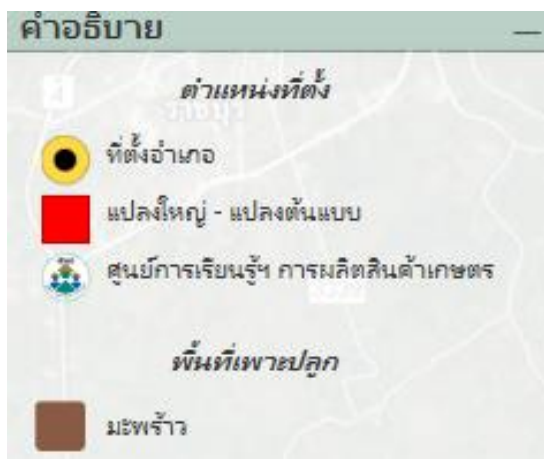 คำอธิบาย
ตำแหน่งที่ตั้ง
ที่ตั้งอำเภอ
แปลงใหญ่ - แปลงต้นแบบ
ศูนย์การเรียนรู้ฯ การผลิตสินค้าเกษตร
พื้นที่เพาะปลูก
มะพร้าว